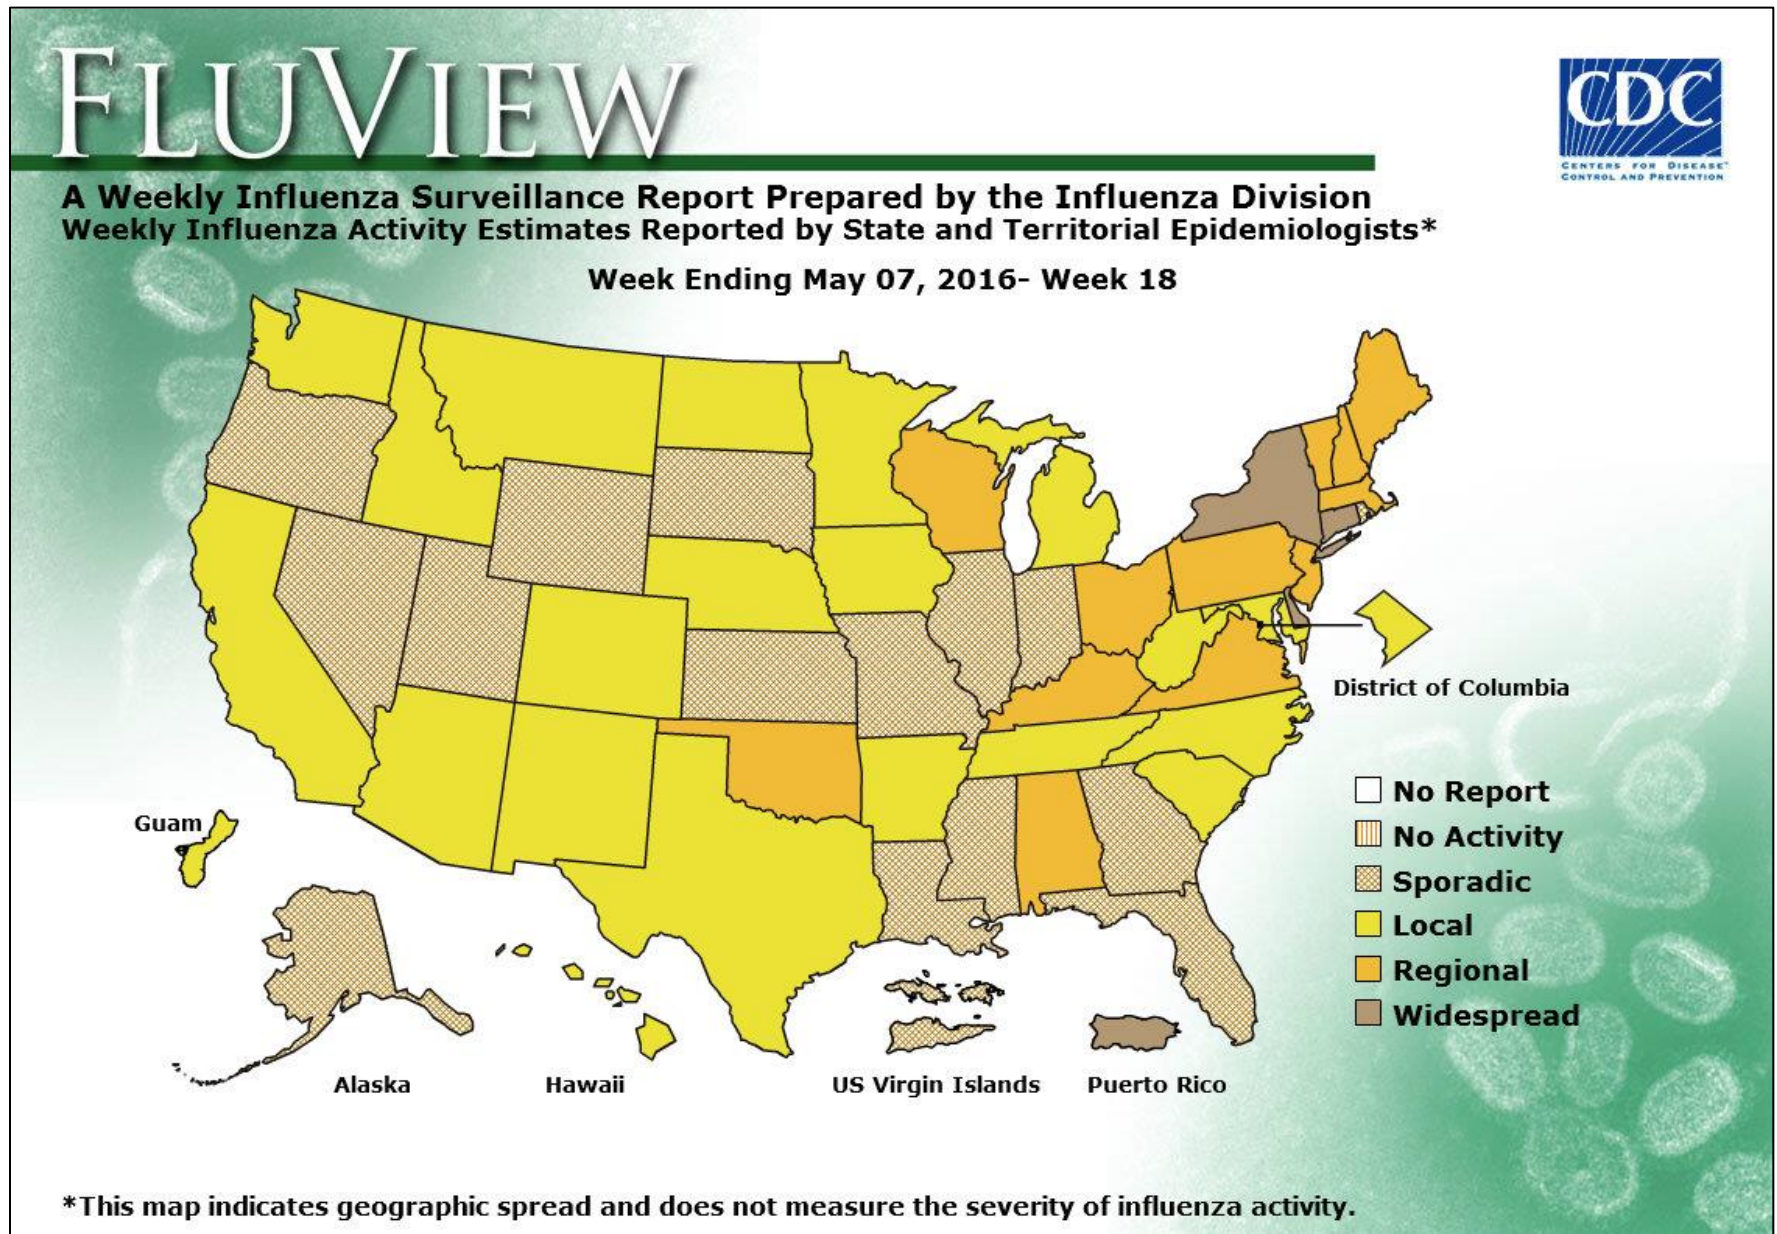 FLUVIEW
CDC
CENTERS FOR DISEASE™
CONTROL AND PREVENTION
A Weekly Influenza Surveillance Report Prepared by the Influenza Division
Weekly Influenza Activity Estimates Reported by State and Territorial Epidemiologists*
Week Ending May 07, 2016- Week 18
District of Columbia
No Report
No Activity
Sporadic
Local
Regional
Widespread
Guam
Alaska
Hawaii
US Virgin Islands
Puerto Rico
*This map indicates geographic spread and does not measure the severity of influenza activity.